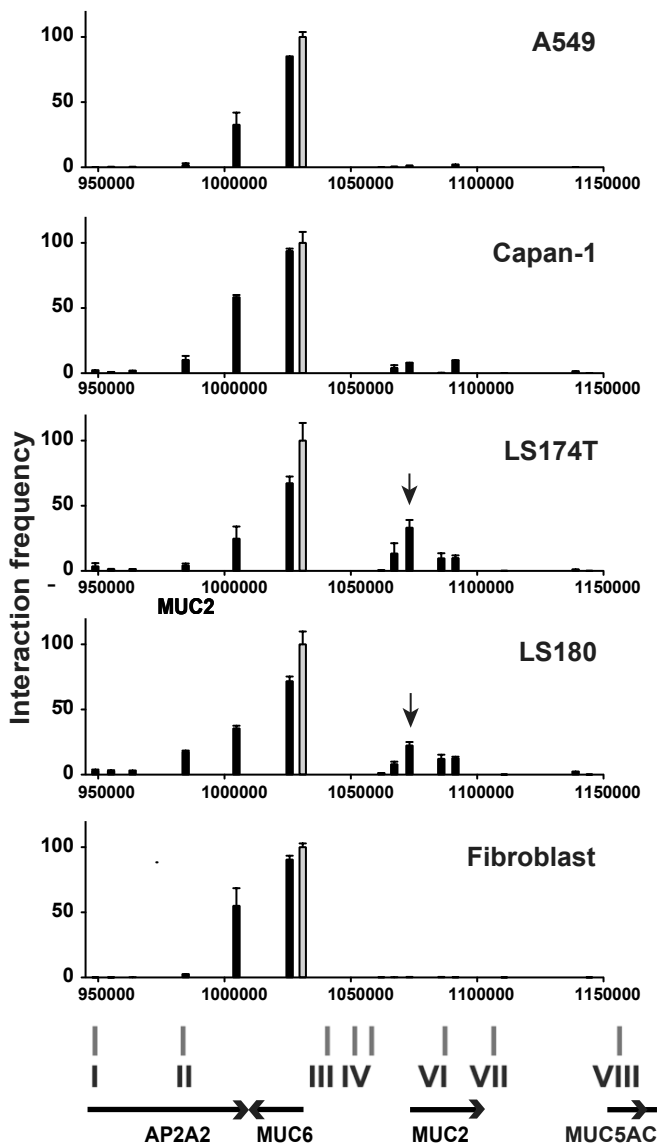 Interaction frequency
A549
100
50
0
950000 1000000 1050000 1100000 1150000
Capan-1
100
50
0
950000 1000000 1050000 1100000 1150000
LS174T
100
50
0
950000 1000000 1050000 1100000 1150000
MUC2
LS180
100
50
0
950000 1000000 1050000 1100000 1150000
Fibroblast
100
50
0
950000 1000000 1050000 1100000 1150000
I II III IV VI VII VIII
AP2A2 MUC6 MUC2 MUC5AC